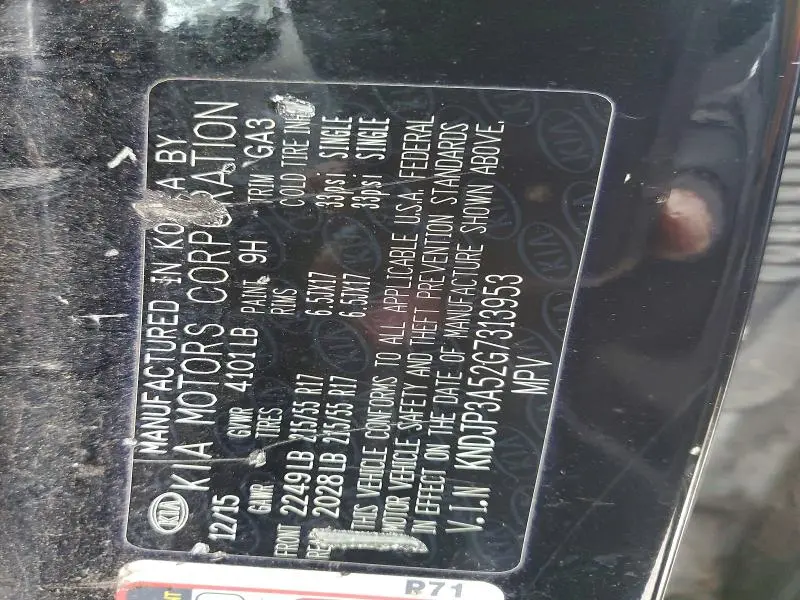 KIA
MANUFACTURED IN KO A BY
KIA MOTORS CORPORATION
12/15 GVWR 4101LB PAINT 9H TRIM GA3
GAWR TIRES RIMS COLD TIRE INF
FRONT 2249LB 215/55 R17 6.5JX17 33psi SINGLE
RE 2028LB 215/55 R17 6.5JX17 33psi SINGLE
THIS VEHICLE CONFORMS TO ALL APPLICABLE U.S.A. FEDERAL
MOTOR VEHICLE SAFETY AND THEFT PREVENTION STANDARDS
IN EFFECT ON THE DATE OF MANUFACTURE SHOWN ABOVE.
V.I.N KNDJP3A52G7313953
MPV
R71